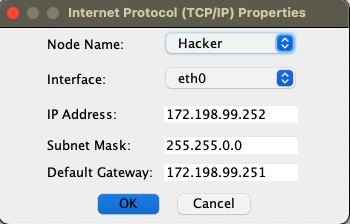 Internet Protocol (TCP/IP) Properties
Node Name: Hacker
Interface: eth0
IP Address: 172.198.99.252
Subnet Mask: 255.255.0.0
Default Gateway: 172.198.99.251
OK Cancel